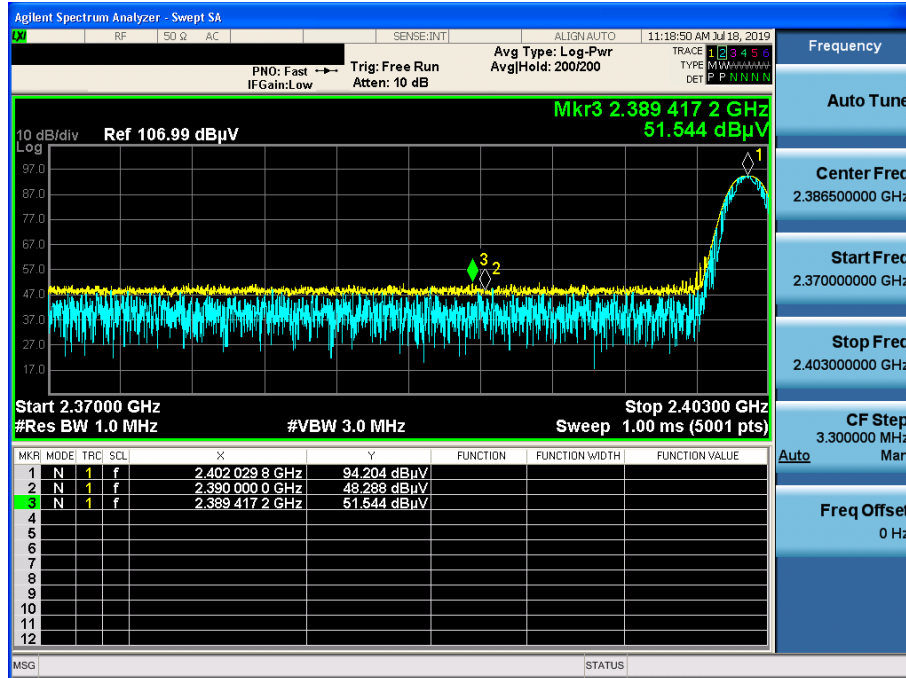 Agilent Spectrum Analyzer - Swept SA
LXI RF 50 Ω AC SENSE:INT ALIGN AUTO 11:18:50 AM Jul 18, 2019
PNO: Fast Trig: Free Run Avg Type: Log-Pwr TRACE 1 2 3 4 5 6
IFGain:Low Atten: 10 dB Avg|Hold: 200/200 TYPE M W W W W W
DET P P N N N N
Frequency
Mkr3 2.389 417 2 GHz
51.544 dBµV
10 dB/div Ref 106.99 dBµV
Log
97.0
87.0
77.0
67.0
57.0
47.0
37.0
27.0
17.0
1
3
2
Start 2.37000 GHz Stop 2.40300 GHz
#Res BW 1.0 MHz #VBW 3.0 MHz Sweep 1.00 ms (5001 pts)
MKR MODE TRC SCL X Y FUNCTION FUNCTION WIDTH FUNCTION VALUE
1 N 1 f 2.402 029 8 GHz 94.204 dBµV
2 N 1 f 2.390 000 0 GHz 48.288 dBµV
3 N 1 f 2.389 417 2 GHz 51.544 dBµV
4
5
6
7
8
9
10
11
12
MSG STATUS
Auto Tune
Center Freq
2.386500000 GHz
Start Freq
2.370000000 GHz
Stop Freq
2.403000000 GHz
CF Step
3.300000 MHz
Auto Man
Freq Offset
0 Hz